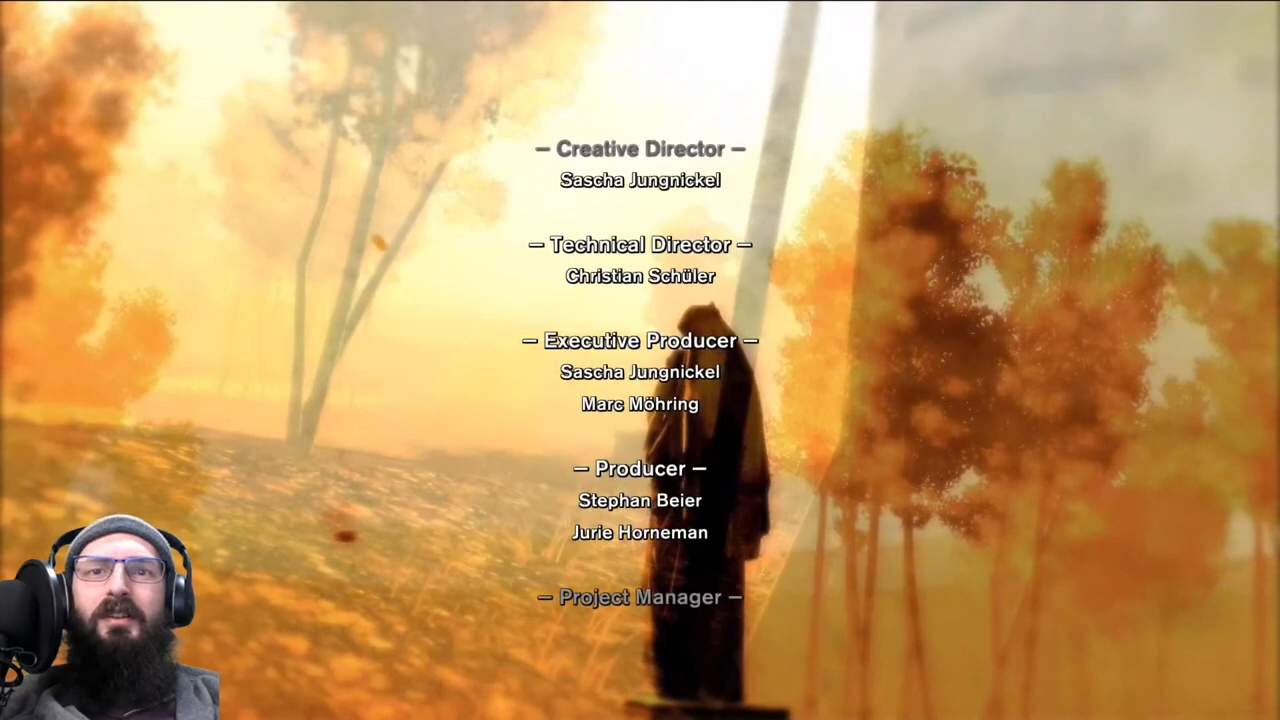 — Creative Director —
Sascha Jungnickel
— Technical Director —
Christian Schüler
— Executive Producer —
Sascha Jungnickel
Marc Möhring
— Producer —
Stephan Beier
Jurie Horneman
— Project Manager —